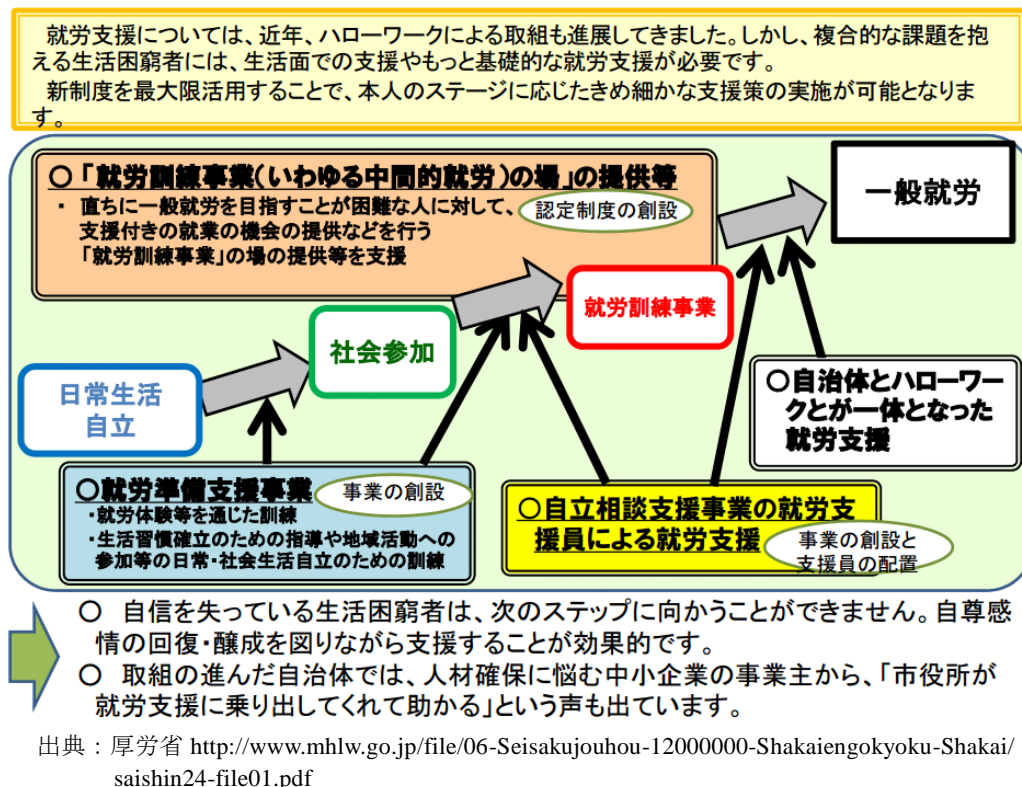 就労支援については、近年、ハローワークによる取組も進展してきました。しかし、複合的な課題を抱
える生活困窮者には、生活面での支援やもっと基礎的な就労支援が必要です。
新制度を最大限活用することで、本人のステージに応じたきめ細かな支援策の実施が可能となりま
す。
○「就労訓練事業(いわゆる中間的就労)の場」の提供等
・ 直ちに一般就労を目指すことが困難な人に対して、
支援付きの就業の機会の提供などを行う
「就労訓練事業」の場の提供等を支援
認定制度の創設
一般就労
就労訓練事業
社会参加
日常生活
自立
○自治体とハローワー
クとが一体となった
就労支援
○就労準備支援事業
事業の創設
・就労体験等を通じた訓練
・生活習慣確立のための指導や地域活動への
参加等の日常・社会生活自立のための訓練
○自立相談支援事業の就労支
援員による就労支援
事業の創設と
支援員の配置
○ 自信を失っている生活困窮者は、次のステップに向かうことができません。自尊感
情の回復・醸成を図りながら支援することが効果的です。
○ 取組の進んだ自治体では、人材確保に悩む中小企業の事業主から、「市役所が
就労支援に乗り出してくれて助かる」という声も出ています。
出典：厚労省 http://www.mhlw.go.jp/file/06-Seisakujouhou-12000000-Shakaiengokyoku-Shakai/
saishin24-file01.pdf